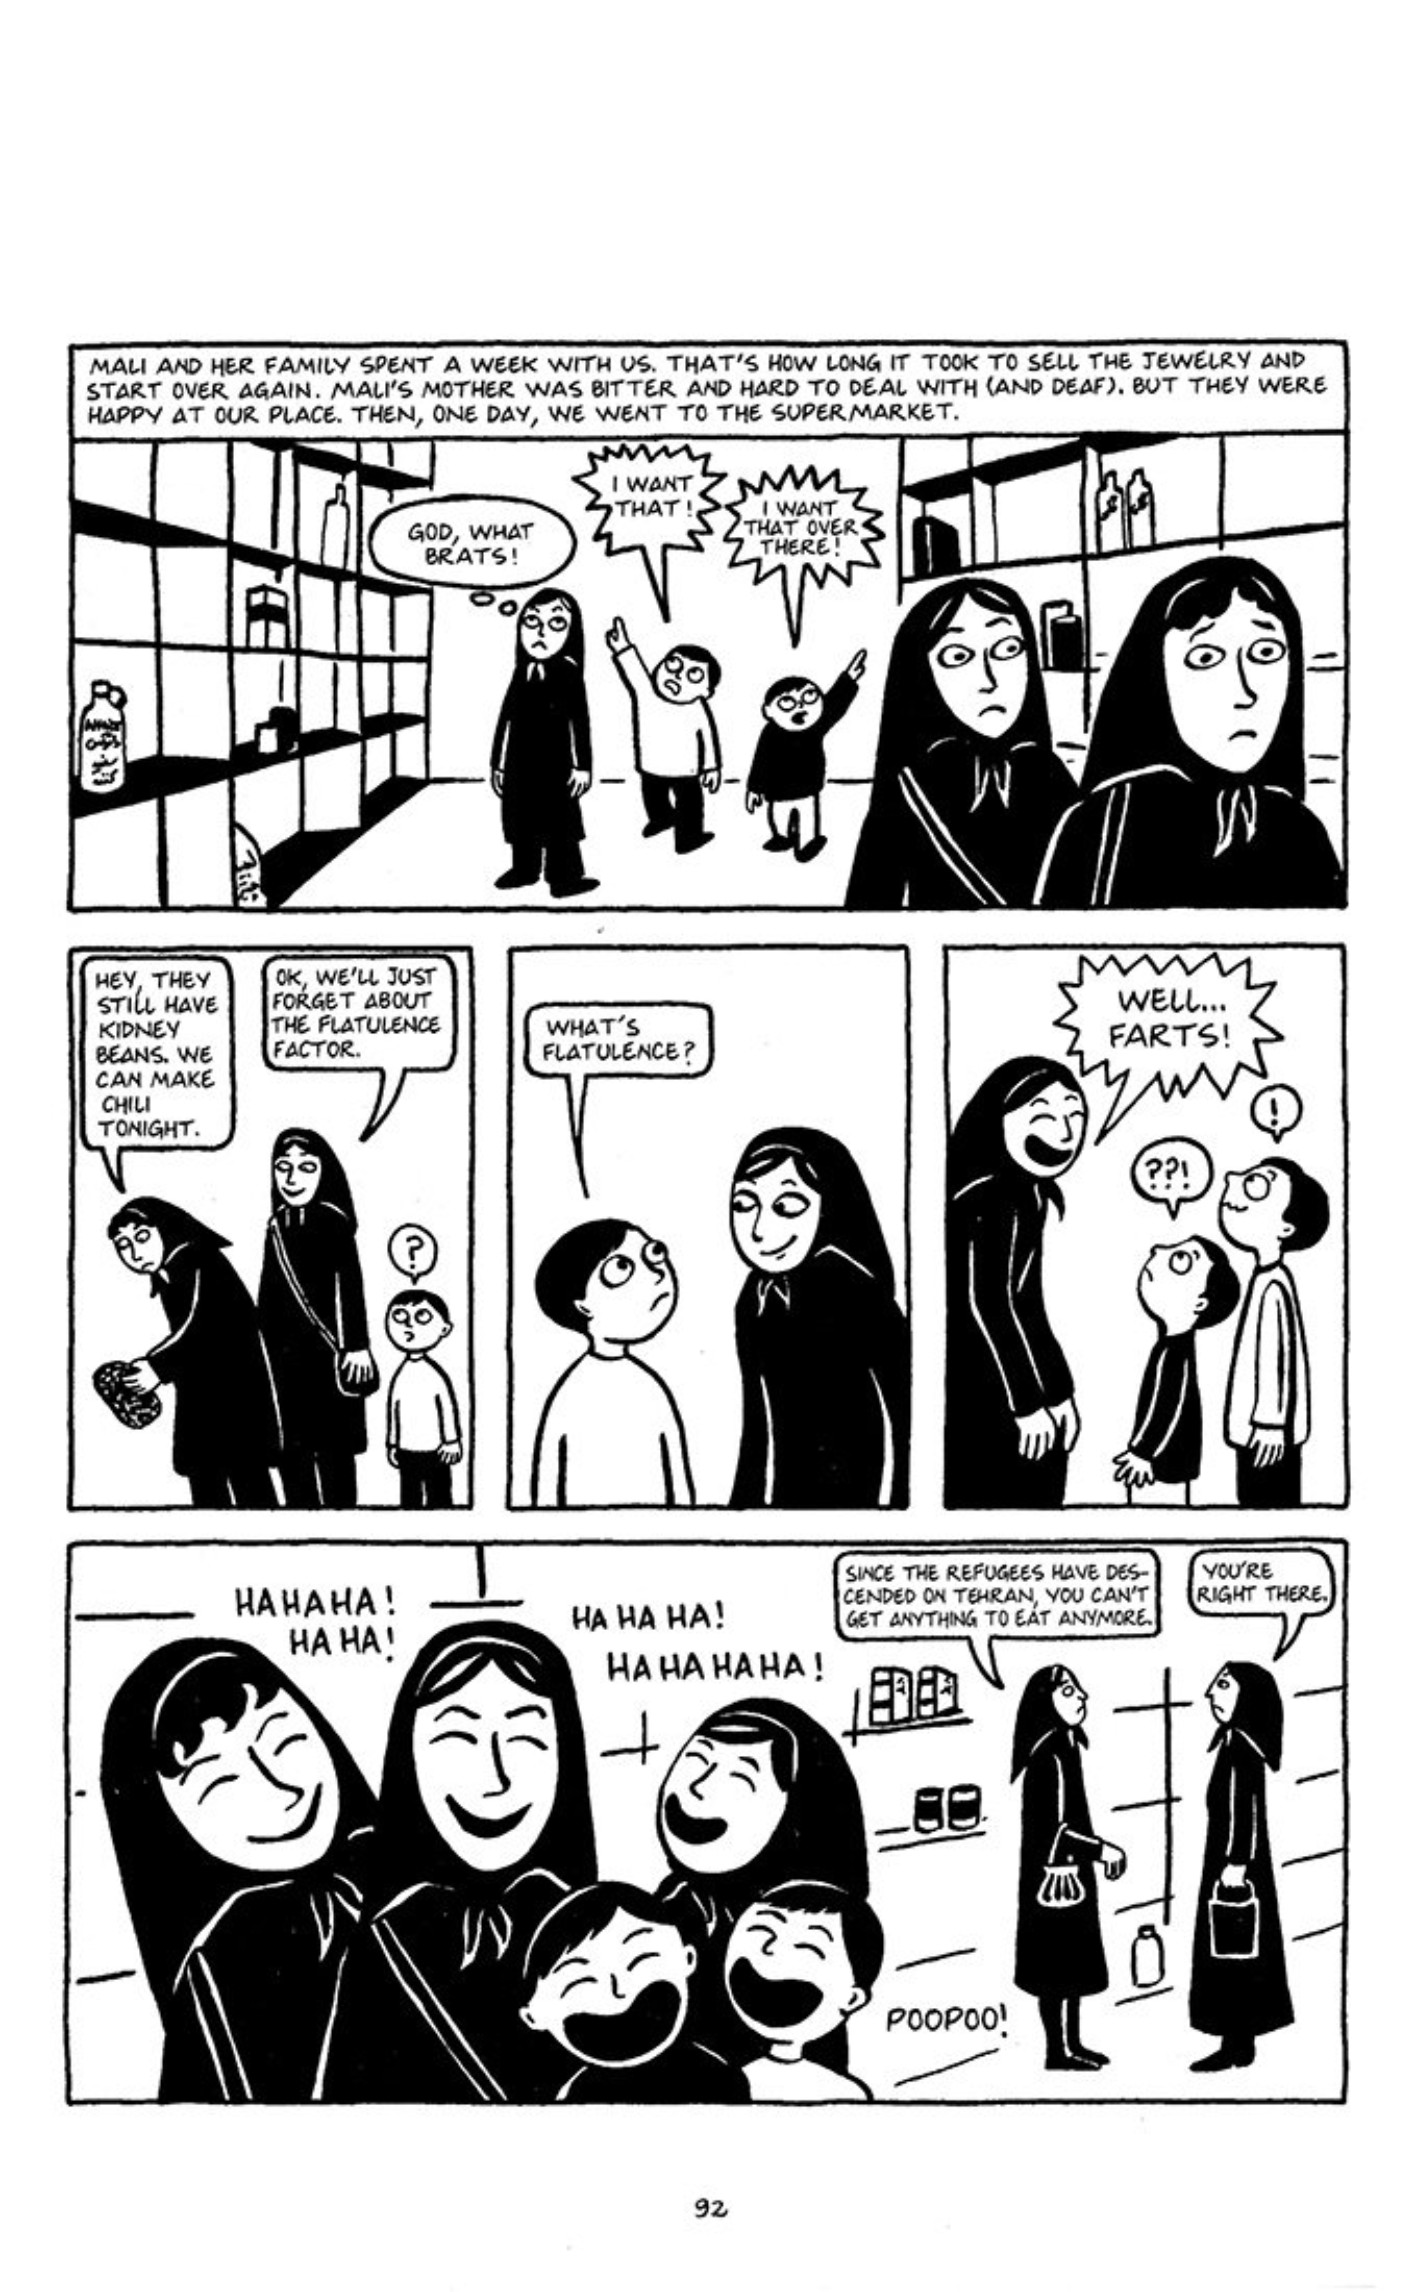 MALI AND HER FAMILY SPENT A WEEK WITH US. THAT'S HOW LONG IT TOOK TO SELL THE JEWELRY AND
START OVER AGAIN. MALI'S MOTHER WAS BITTER AND HARD TO DEAL WITH (AND DEAF). BUT THEY WERE
HAPPY AT OUR PLACE. THEN, ONE DAY, WE WENT TO THE SUPERMARKET.
GOD, WHAT
BRATS!
I WANT
THAT!
I WANT
THAT OVER
THERE!
HEY, THEY
STILL HAVE
KIDNEY
BEANS. WE
CAN MAKE
CHILI
TONIGHT.
OK, WE'LL JUST
FORGET ABOUT
THE FLATULENCE
FACTOR.
?
WHAT'S
FLATULENCE?
WELL...
FARTS!
??!
!
HAHAHA!
HA HA!
HA HA HA!
HA HA HA HA!
SINCE THE REFUGEES HAVE DES-
CENDED ON TEHRAN, YOU CAN'T
GET ANYTHING TO EAT ANYMORE.
YOU'RE
RIGHT THERE.
POOPOO!
92